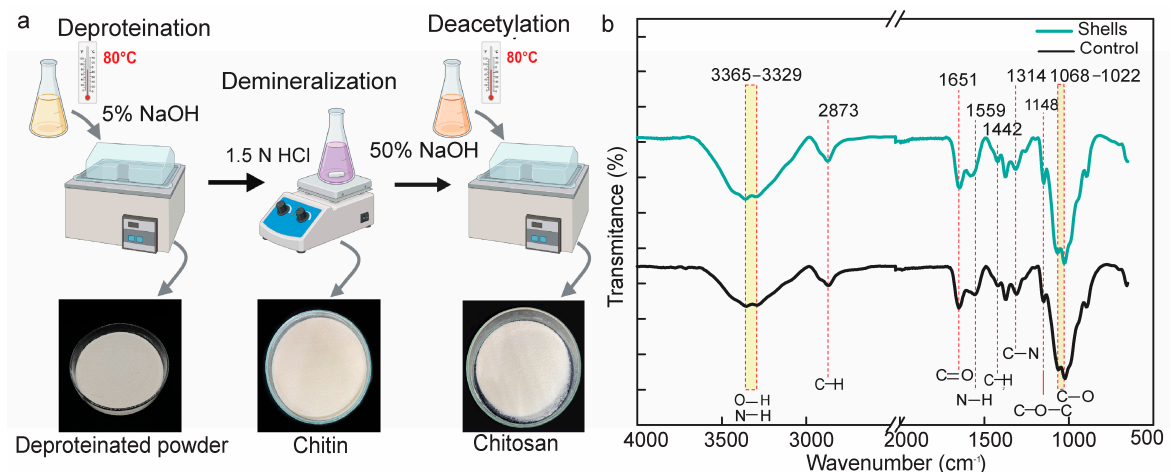 a
Deproteination
80°C
5% NaOH
Demineralization
1.5 N HCl
Deacetylation
80°C
50% NaOH
Deproteinated powder
Chitin
Chitosan
b
Shells
Control
3365–3329
2873
1651
1559
1442
1314
1148
1068–1022
Transmitance (%)
O–H
N–H
C–H
C=O
N–H
C–H
C–N
C–O–C
C–O
4000
3500
3000
2000
1500
1000
500
Wavenumber (cm-1)